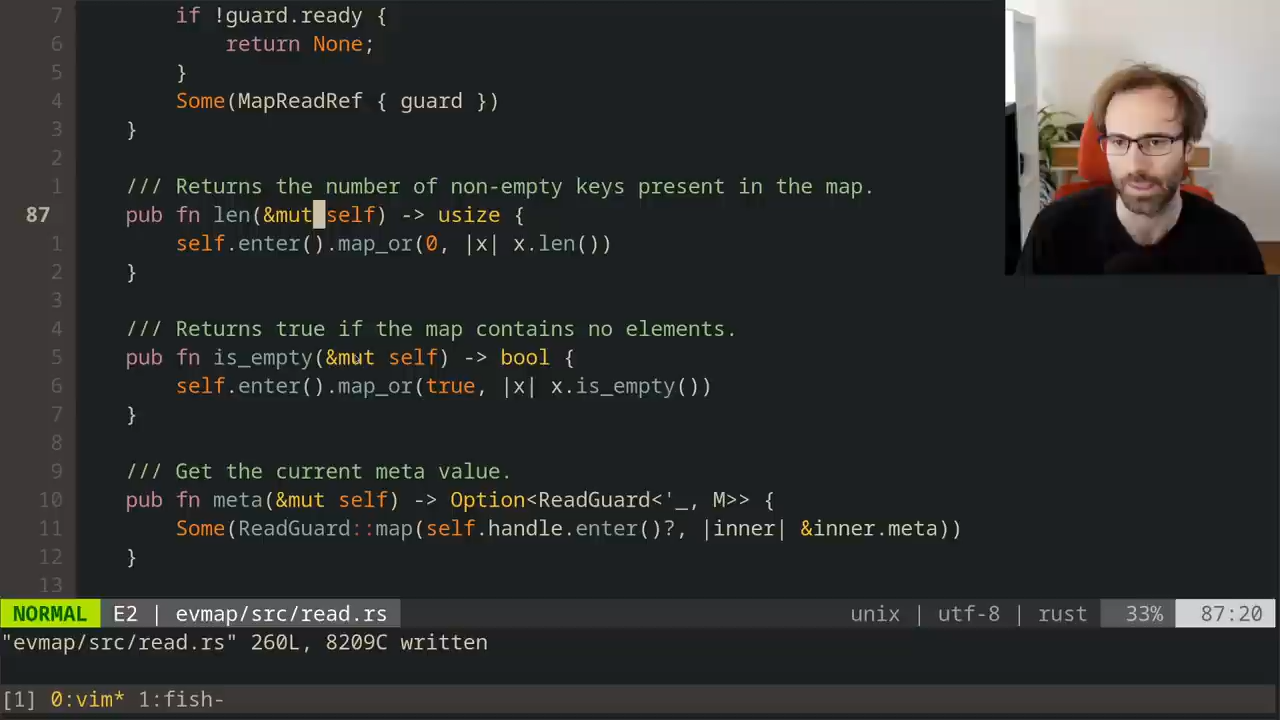 7 if !guard.ready {
6 return None;
5 }
4 Some(MapReadRef { guard })
3 }
2
1 /// Returns the number of non-empty keys present in the map.
87 pub fn len(&mut self) -> usize {
1 self.enter().map_or(0, |x| x.len())
2 }
3
4 /// Returns true if the map contains no elements.
5 pub fn is_empty(&mut self) -> bool {
6 self.enter().map_or(true, |x| x.is_empty())
7 }
8
9 /// Get the current meta value.
10 pub fn meta(&mut self) -> Option<ReadGuard<'_, M>> {
11 Some(ReadGuard::map(self.handle.enter()?, |inner| &inner.meta))
12 }
13
NORMAL E2 | evmap/src/read.rs unix | utf-8 | rust 33% 87:20
"evmap/src/read.rs" 260L, 8209C written
[1] 0:vim* 1:fish-